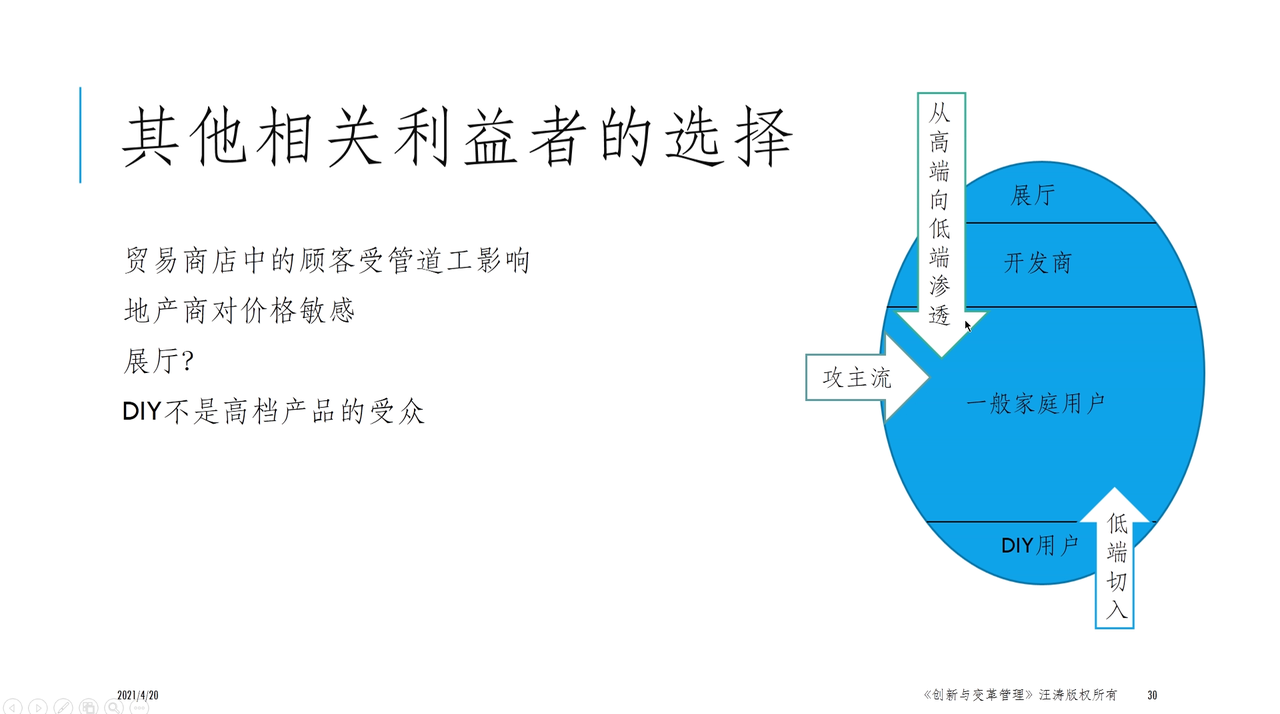 其他相关利益者的选择
贸易商店中的顾客受管道工影响
地产商对价格敏感
展厅?
DIY不是高档产品的受众
从高端向低端渗透
展厅
开发商
攻主流
一般家庭用户
DIY用户
低端切入
2021/4/20
《创新与变革管理》汪涛版权所有
30